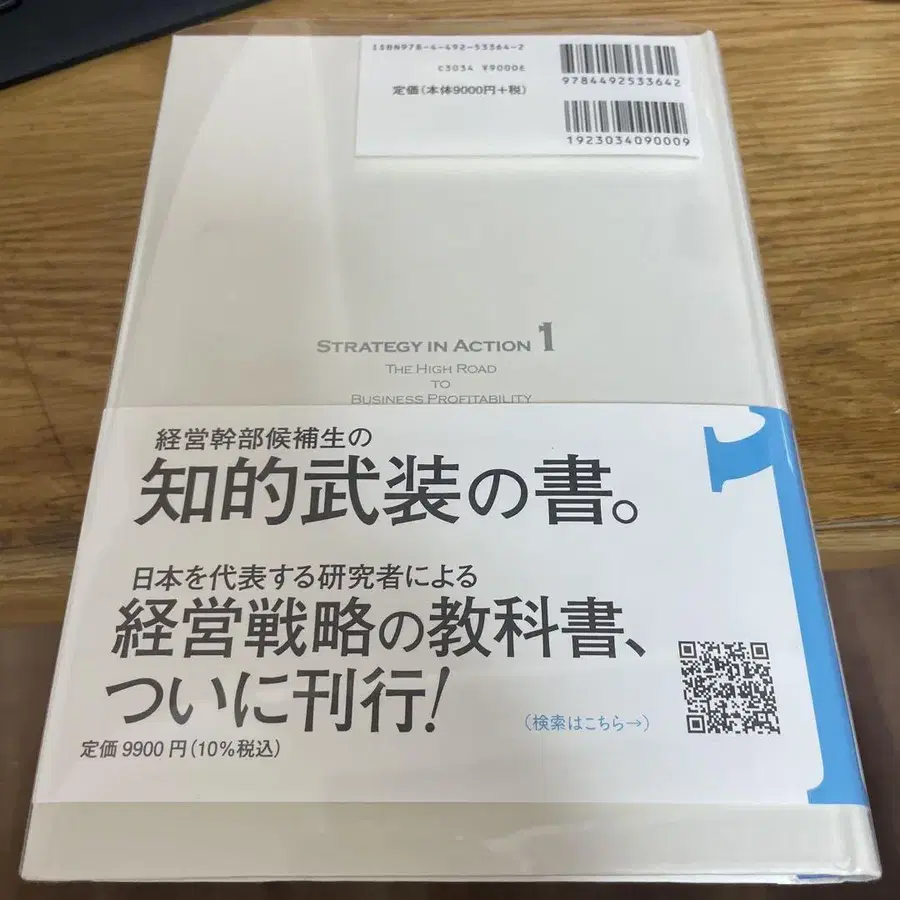 ISBN978-4-492-53364-2
C3034 ¥9000E
定価(本体9000円+税)
9784492533642
1923034090009
STRATEGY IN ACTION 1
THE HIGH ROAD
TO
BUSINESS PROFITABILITY
経営幹部候補生の
知的武装の書。
日本を代表する研究者による
経営戦略の教科書、
ついに刊行!
(検索はこちら→)
定価 9900 円(10%税込)
1